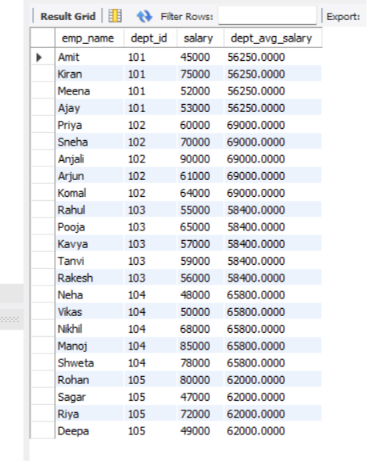 Result Grid Filter Rows: Export:
emp_name dept_id salary dept_avg_salary
Amit 101 45000 56250.0000
Kiran 101 75000 56250.0000
Meena 101 52000 56250.0000
Ajay 101 53000 56250.0000
Priya 102 60000 69000.0000
Sneha 102 70000 69000.0000
Anjali 102 90000 69000.0000
Arjun 102 61000 69000.0000
Komal 102 64000 69000.0000
Rahul 103 55000 58400.0000
Pooja 103 65000 58400.0000
Kavya 103 57000 58400.0000
Tanvi 103 59000 58400.0000
Rakesh 103 56000 58400.0000
Neha 104 48000 65800.0000
Vikas 104 50000 65800.0000
Nikhil 104 68000 65800.0000
Manoj 104 85000 65800.0000
Shweta 104 78000 65800.0000
Rohan 105 80000 62000.0000
Sagar 105 47000 62000.0000
Riya 105 72000 62000.0000
Deepa 105 49000 62000.0000